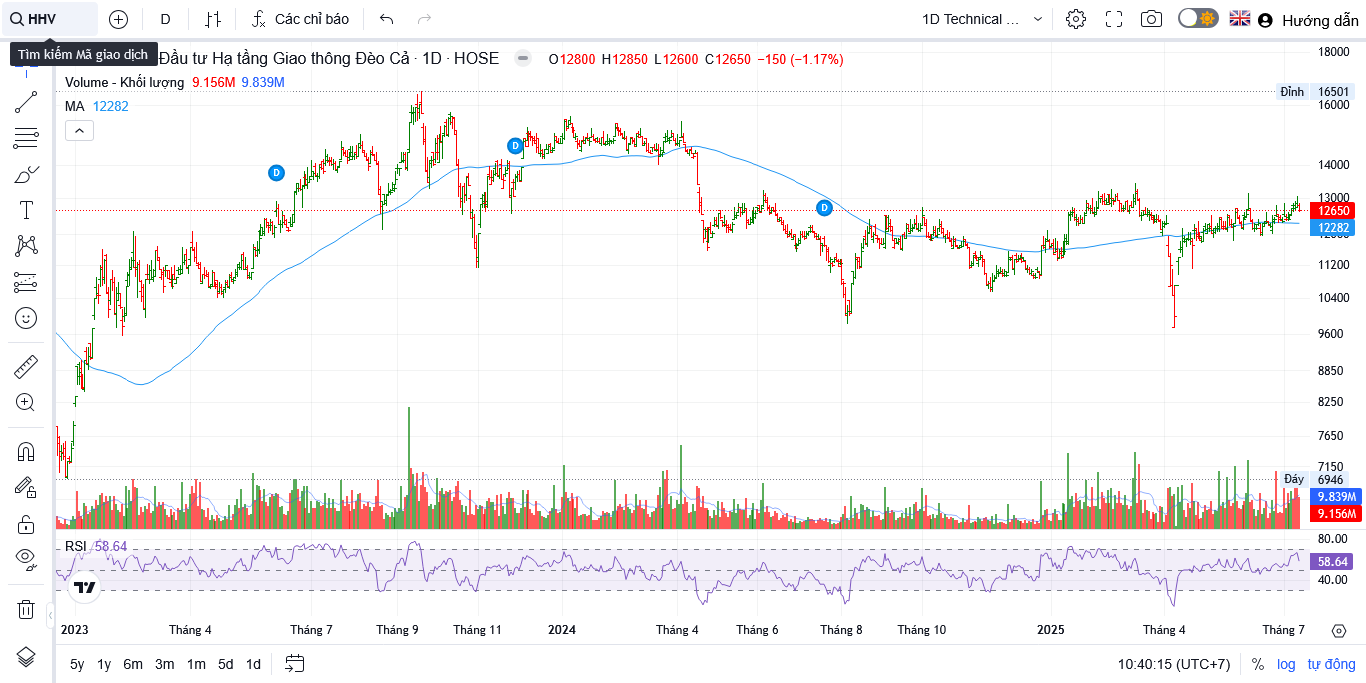 HHV D Các chỉ báo 1D Technical ... Hướng dẫn
Tìm kiếm Mã giao dịch
Đầu tư Hạ tầng Giao thông Đèo Cả · 1D · HOSE O12800 H12850 L12600 C12650 −150 (−1.17%)
Volume - Khối lượng 9.156M 9.839M
MA 12282
18000
Đỉnh 16501
16000
14000
13000
12650
12282
12000
11200
10400
9600
8850
8250
7650
7150
Đáy 6946
9.839M
9.156M
D
D
D
RSI 58.64
80.00
58.64
40.00
2023 Tháng 4 Tháng 7 Tháng 9 Tháng 11 2024 Tháng 4 Tháng 6 Tháng 8 Tháng 10 2025 Tháng 4 Tháng 7
5y 1y 6m 3m 1m 5d 1d 10:40:15 (UTC+7) % log tự động